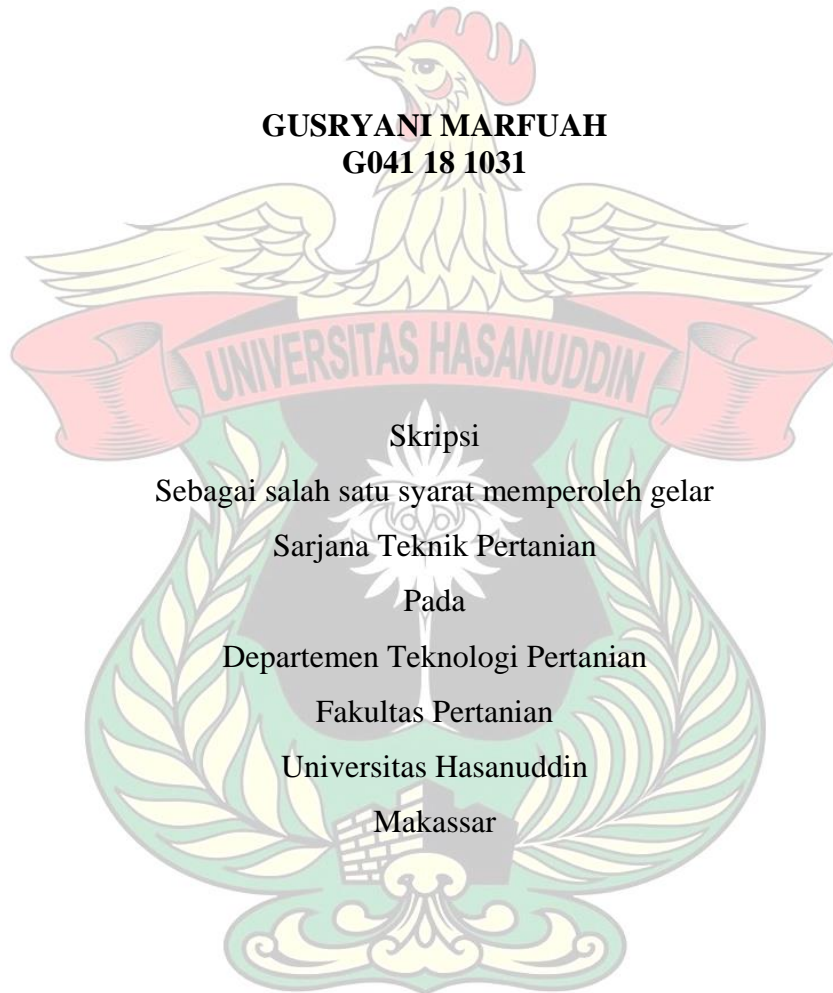 GUSRYANI MARFUAH
G041 18 1031
UNIVERSITAS HASANUDDIN
Skripsi
Sebagai salah satu syarat memperoleh gelar
Sarjana Teknik Pertanian
Pada
Departemen Teknologi Pertanian
Fakultas Pertanian
Universitas Hasanuddin
Makassar